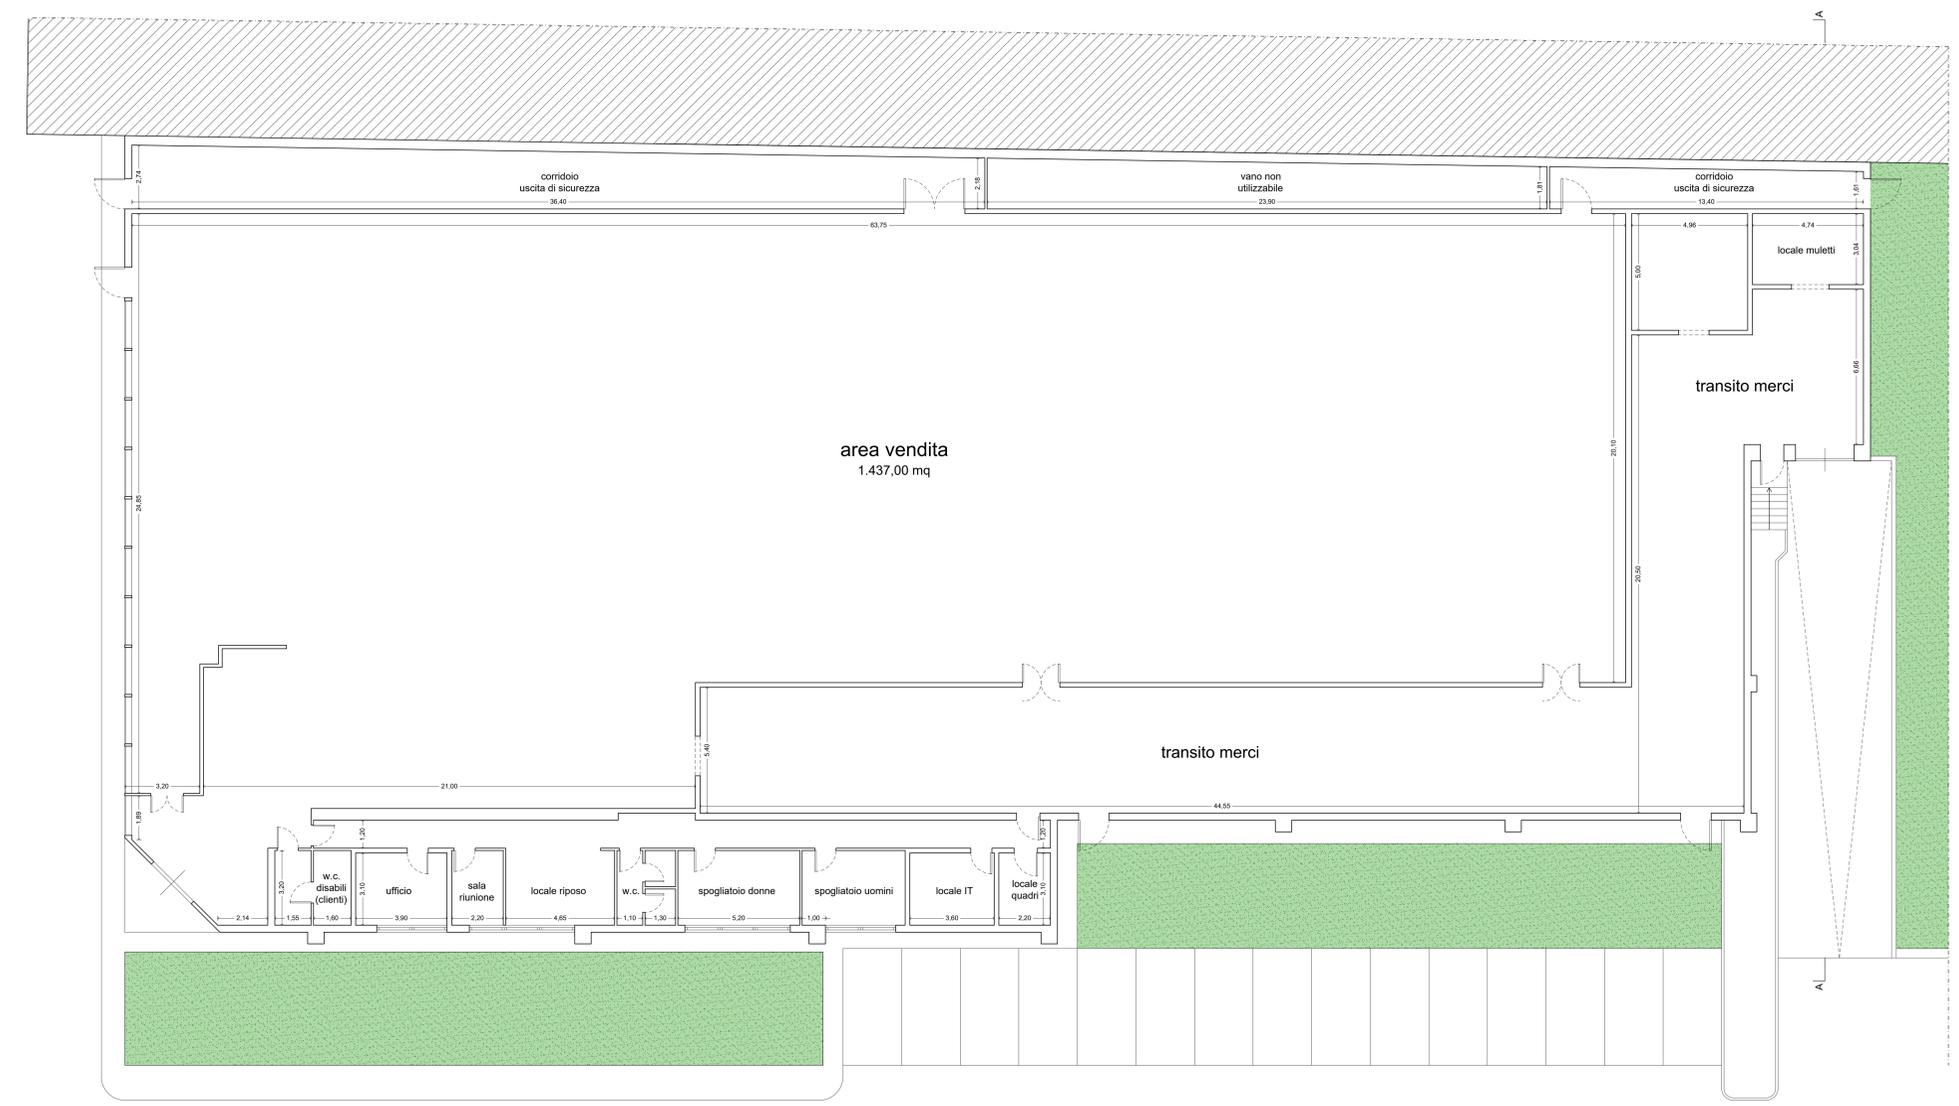 A
corridoio
uscita di sicurezza
36,40
2,74
2,18
vano non
utilizzabile
23,90
1,81
corridoio
uscita di sicurezza
13,40
1,61
63,75
4,96
4,74
locale muletti
3,04
5,00
transito merci
6,66
area vendita
1.437,00 mq
20,10
24,85
20,50
3,20
21,00
5,40
transito merci
44,55
1,89
1,20
1,20
3,20
w.c.
disabili
(clienti)
3,10
ufficio
sala
riunione
locale riposo
w.c.
spogliatoio donne
spogliatoio uomini
locale IT
locale
quadri
3,10
2,14
1,55
1,60
3,90
2,20
4,65
1,10
1,30
5,20
1,00
3,60
2,20
A